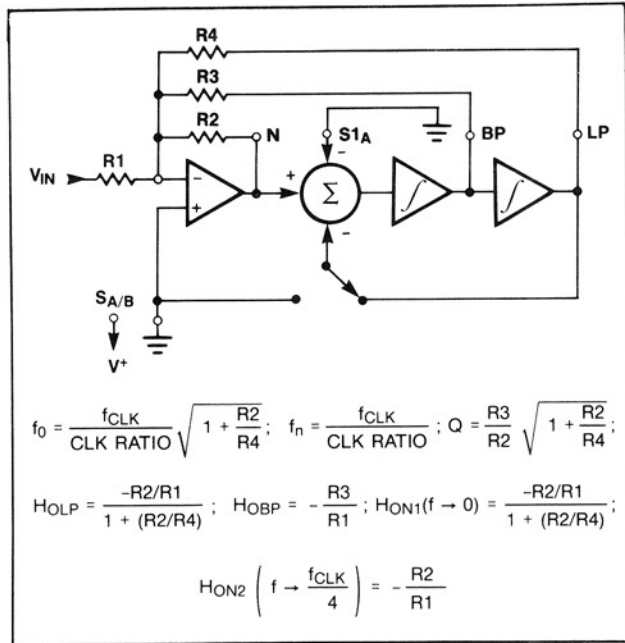 R4
R3
R2
N
S1A
BP
LP
R1
VIN
−
+
+
Σ
−
−
∫
∫
SA/B
V+
f0 = fCLK / CLK RATIO √(1 + R2/R4); fn = fCLK / CLK RATIO; Q = R3/R2 √(1 + R2/R4);
HOLP = −R2/R1 / 1 + (R2/R4); HOBP = − R3/R1; HON1(f → 0) = −R2/R1 / 1 + (R2/R4);
HON2 (f → fCLK/4) = − R2/R1